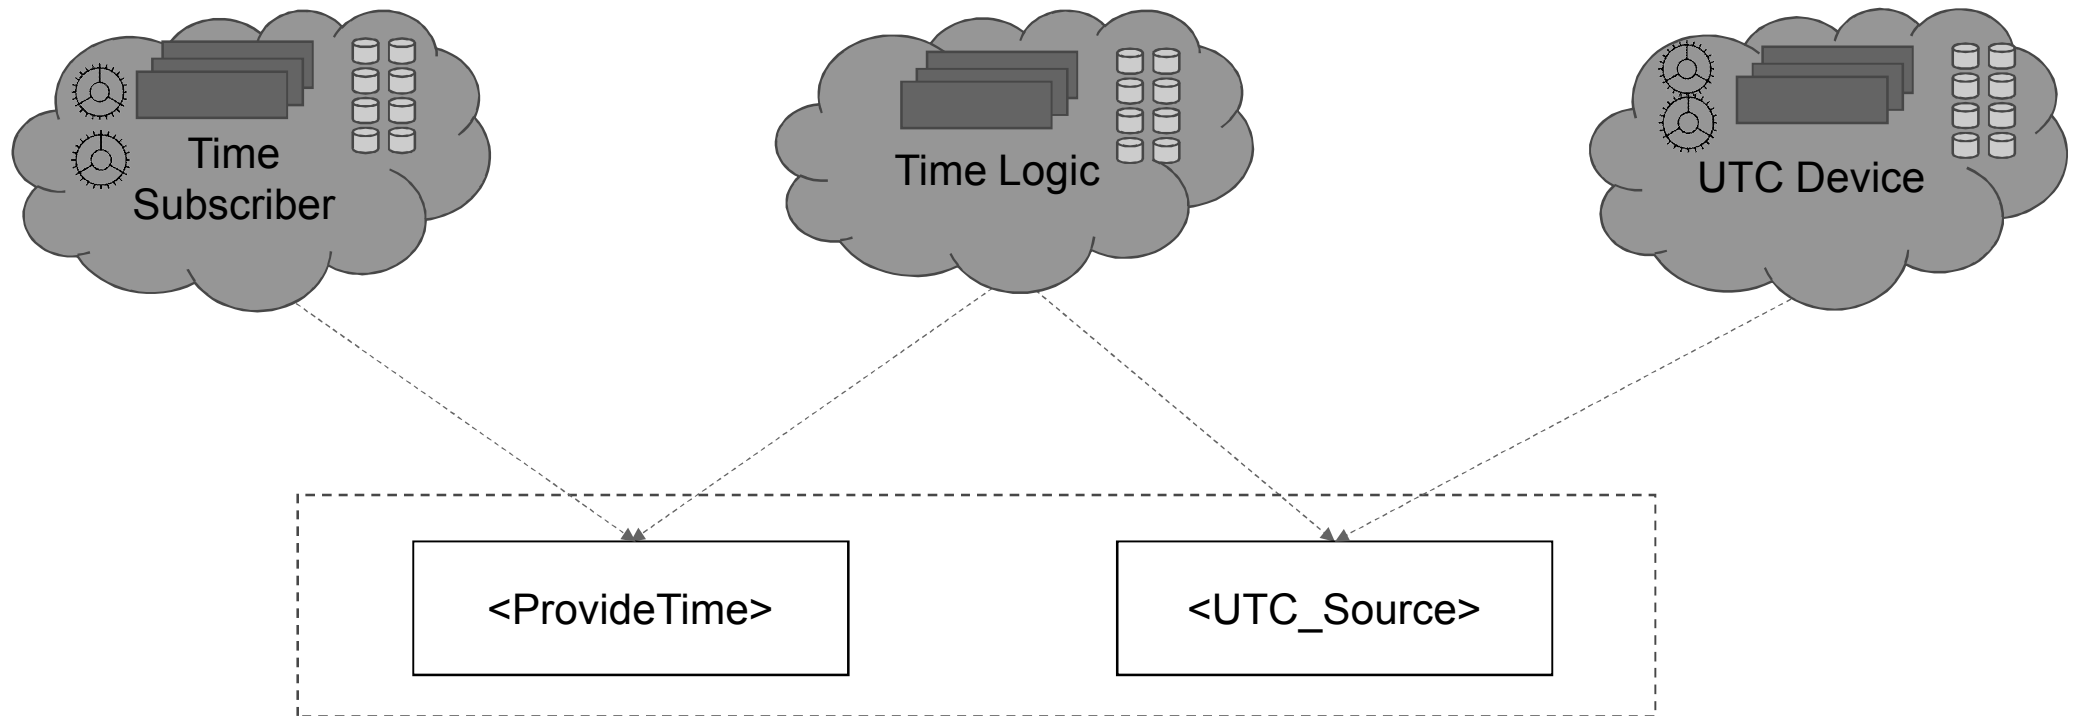 Time
Subscriber
Time Logic
UTC Device
<ProvideTime>
<UTC_Source>